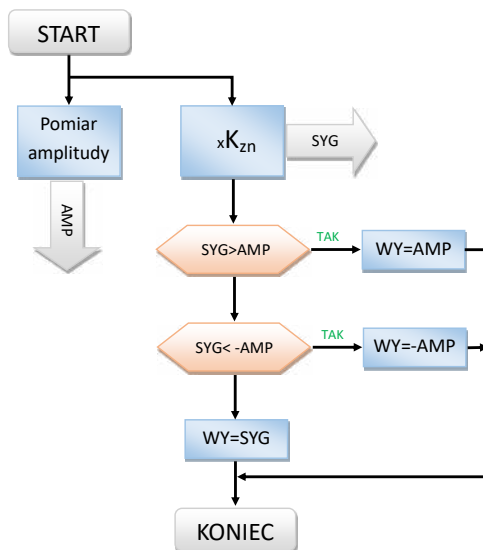 START
Pomiar
amplitudy
AMP
xKzn
SYG
SYG>AMP
TAK
WY=AMP
SYG< -AMP
TAK
WY=-AMP
WY=SYG
KONIEC